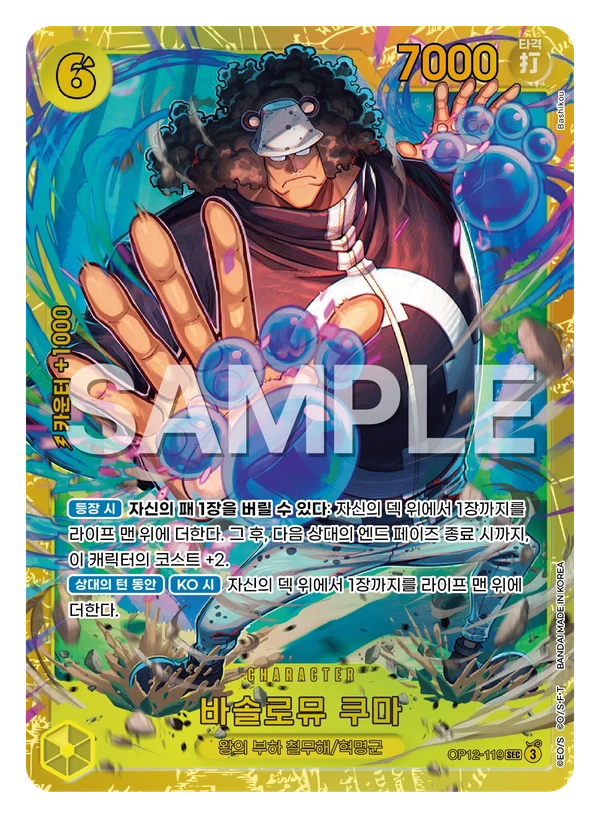 6
7000
타격
打
Bashikou
카운터 +1000
SAMPLE
등장 시 자신의 패 1장을 버릴 수 있다: 자신의 덱 위에서 1장까지를
라이프 맨 위에 더한다. 그 후, 다음 상대의 엔드 페이즈 종료 시까지,
이 캐릭터의 코스트 +2.
상대의 턴 동안 KO 시 자신의 덱 위에서 1장까지를 라이프 맨 위에
더한다.
CHARACTER
바솔로뮤 쿠마
왕의 부하 칠무해/혁명군
OP12-119 SEC 3
©EO/S ©O/S·F·T BANDAI MADE IN KOREA